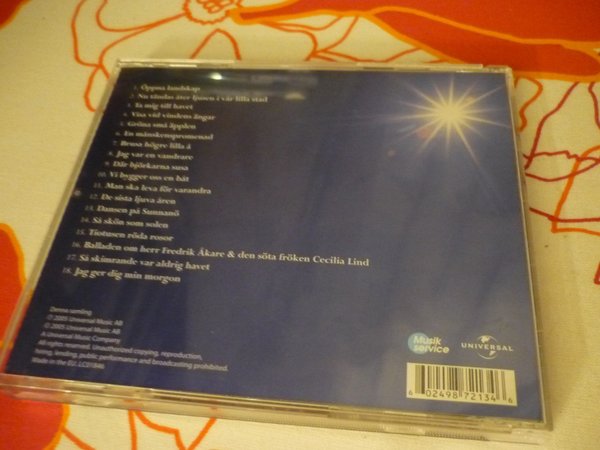 1. Öppna landskap
2. Nu tändas åter ljusen i vår lilla stad
3. Ta mig till havet
4. Visa vid vindens ängar
5. Gröna små äpplen
6. En månskenspromenad
7. Brusa högre lilla å
8. Jag var en vandrare
9. Där björkarna susa
10. Vi bygger oss en båt
11. Man ska leva för varandra
12. De sista ljuva åren
13. Dansen på Sunnanö
14. Så skön som solen
15. Tiotusen röda rosor
16. Balladen om herr Fredrik Åkare & den söta fröken Cecilia Lind
17. Så skimrande var aldrig havet
18. Jag ger dig min morgon
Denna samling
℗ 2005 Universal Music AB
© 2005 Universal Music AB
A Universal Music Company
All rights reserved. Unauthorized copying, reproduction,
hiring, lending, public performance and broadcasting prohibited.
Made in the EU. LC01846
Musik
service
UNIVERSAL
6 02498 72134 6